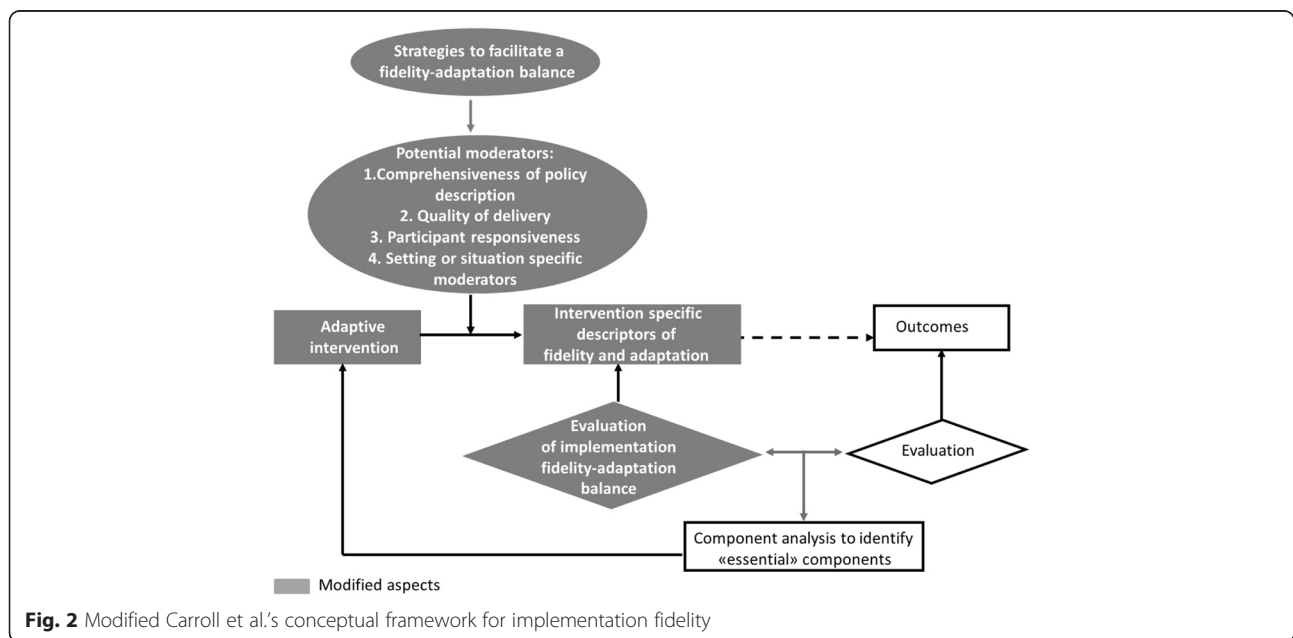 Strategies to facilitate a
fidelity-adaptation balance
Potential moderators:
1.Comprehensiveness of policy
description
2. Quality of delivery
3. Participant responsiveness
4. Setting or situation specific
moderators
Adaptive
intervention
Intervention specific
descriptors of
fidelity and adaptation
Outcomes
Evaluation
of implementation
fidelity-adaptation
balance
Evaluation
Component analysis to identify
«essential» components
Modified aspects
Fig. 2 Modified Carroll et al.'s conceptual framework for implementation fidelity